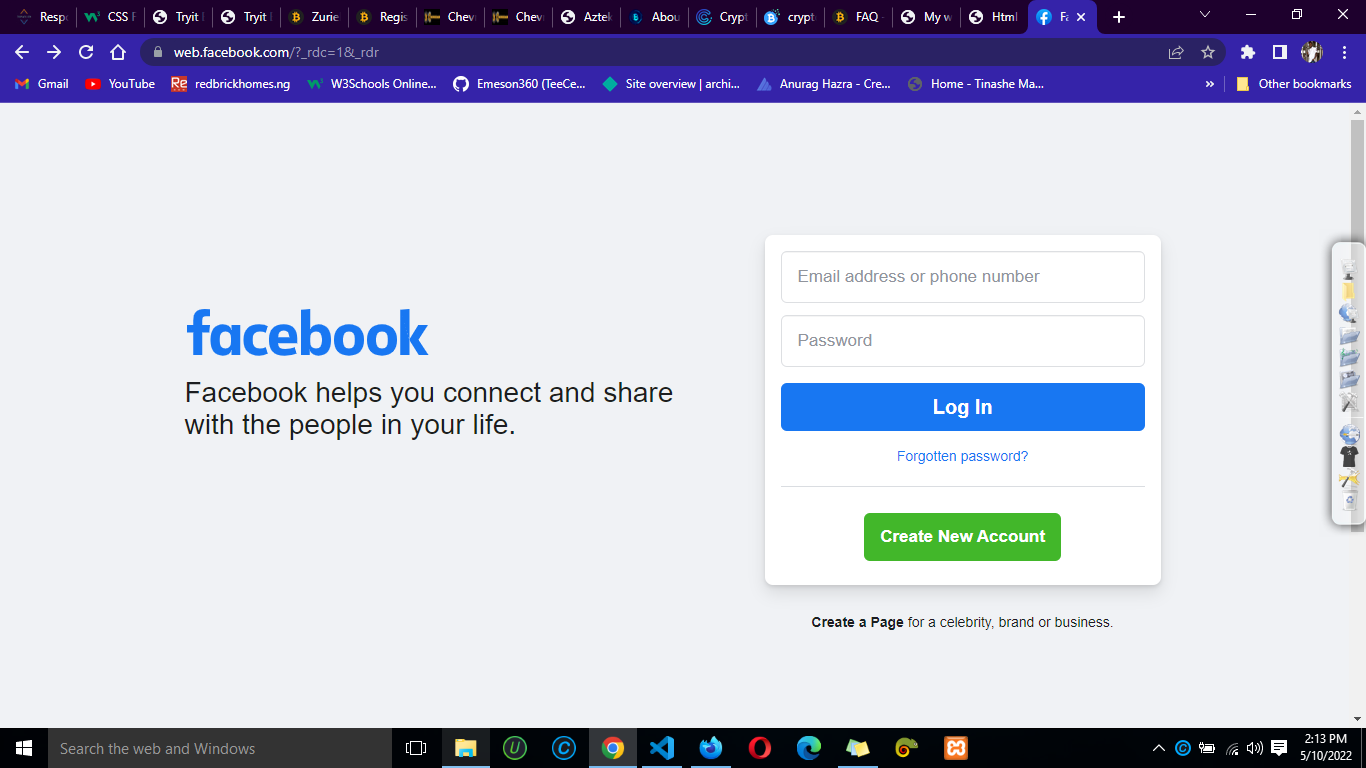 Resp
CSS F
Tryit
Tryit
Zurie
Regis
Chev
Chev
Aztek
Abou
Crypt
crypt
FAQ -
My w
Html
Fa
web.facebook.com/?_rdc=1&_rdr
Gmail
YouTube
redbrickhomes.ng
W3Schools Online...
Emeson360 (TeeCe...
Site overview | archi...
Anurag Hazra - Cre...
Home - Tinashe Ma...
»
Other bookmarks
Email address or phone number
Password
facebook
Log In
Facebook helps you connect and share
with the people in your life.
Forgotten password?
Create New Account
Create a Page for a celebrity, brand or business.
Search the web and Windows
2:13 PM
5/10/2022